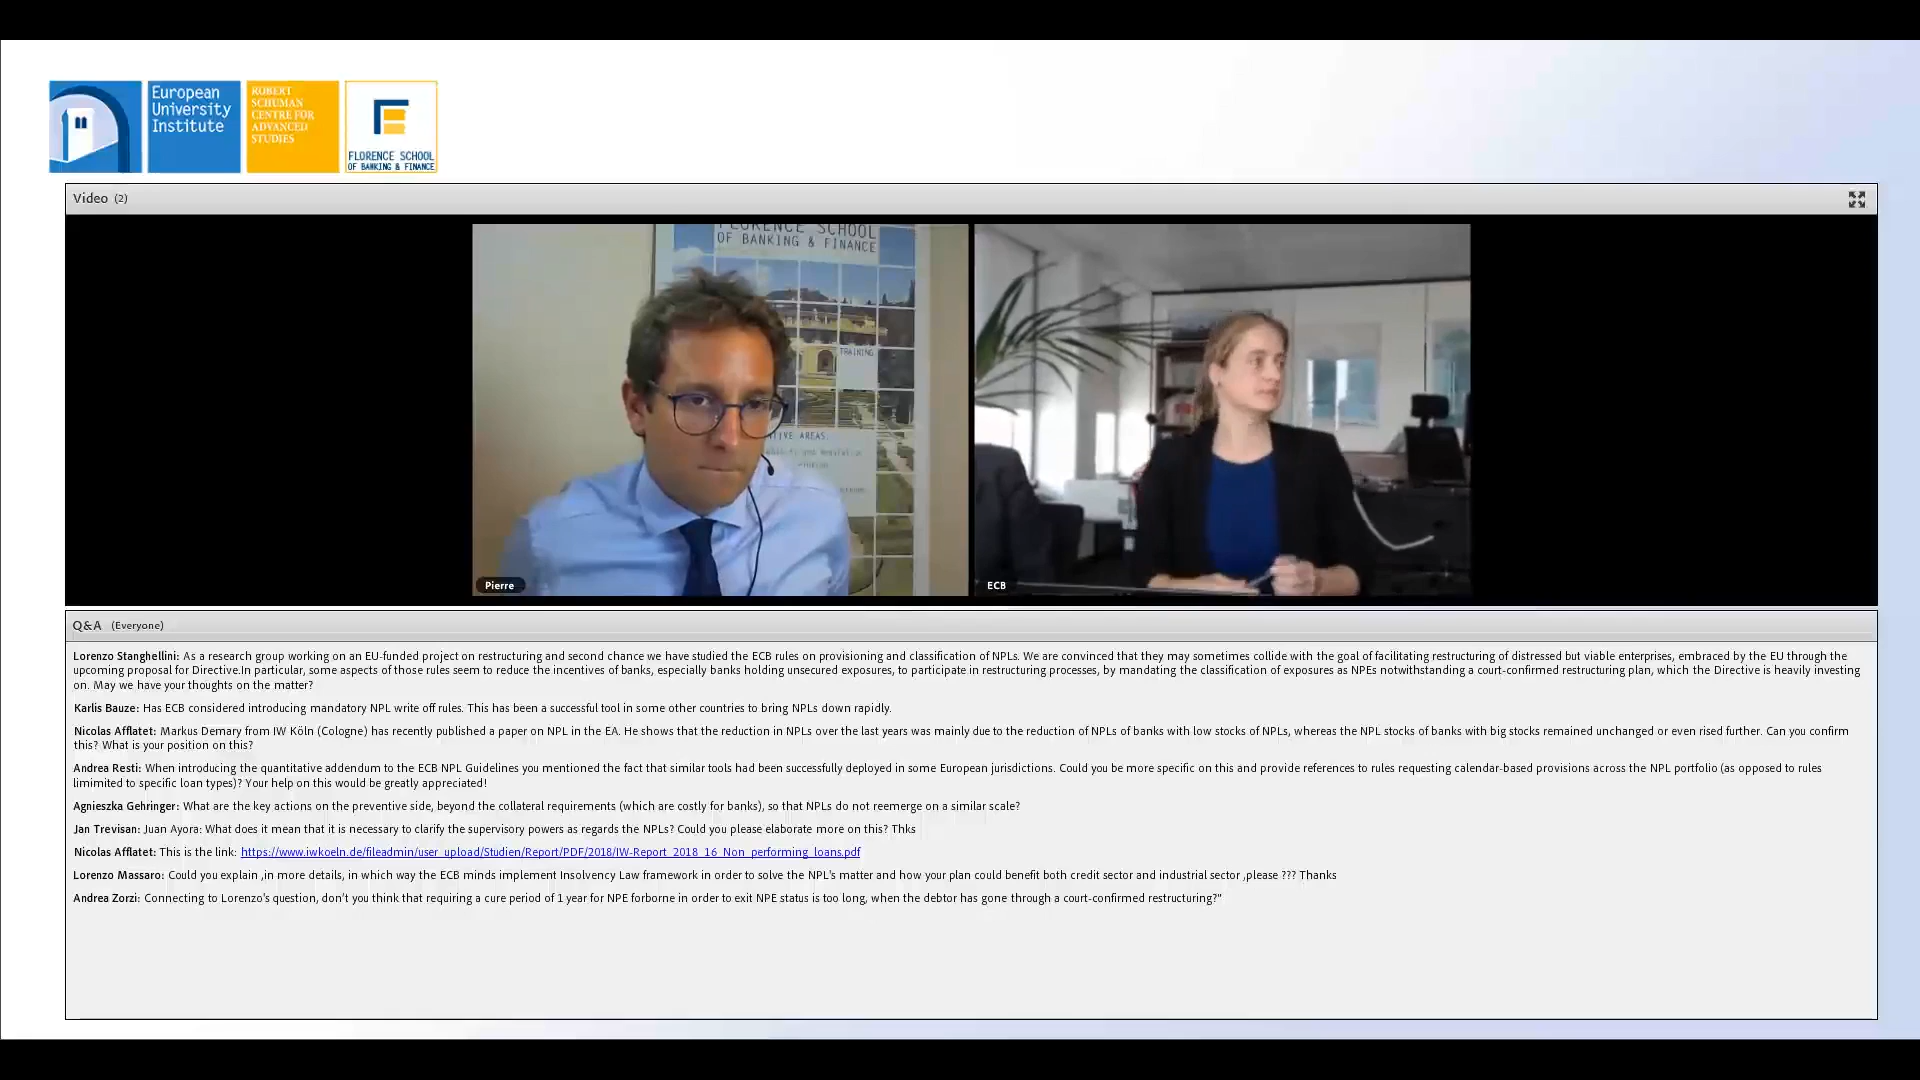 European
University
Institute
ROBERT
SCHUMAN
CENTRE FOR
ADVANCED
STUDIES
FLORENCE SCHOOL
OF BANKING & FINANCE
Video (2)
FLORENCE SCHOOL
OF BANKING & FINANCE
TRAINING
AREAS
Pierre
ECB
Q&A (Everyone)
Lorenzo Stanghellini: As a research group working on an EU-funded project on restructuring and second chance we have studied the ECB rules on provisioning and classification of NPLs. We are convinced that they may sometimes collide with the goal of facilitating restructuring of distressed but viable enterprises, embraced by the EU through the
upcoming proposal for Directive.In particular, some aspects of those rules seem to reduce the incentives of banks, especially banks holding unsecured exposures, to participate in restructuring processes, by mandating the classification of exposures as NPEs notwithstanding a court-confirmed restructuring plan, which the Directive is heavily investing
on. May we have your thoughts on the matter?
Karlis Bauze: Has ECB considered introducing mandatory NPL write off rules. This has been a successful tool in some other countries to bring NPLs down rapidly.
Nicolas Afflatet: Markus Demary from IW Köln (Cologne) has recently published a paper on NPL in the EA. He shows that the reduction in NPLs over the last years was mainly due to the reduction of NPLs of banks with low stocks of NPLs, whereas the NPL stocks of banks with big stocks remained unchanged or even rised further. Can you confirm
this? What is your position on this?
Andrea Resti: When introducing the quantitative addendum to the ECB NPL Guidelines you mentioned the fact that similar tools had been successfully deployed in some European jurisdictions. Could you be more specific on this and provide references to rules requesting calendar-based provisions across the NPL portfolio (as opposed to rules
limimited to specific loan types)? Your help on this would be greatly appreciated!
Agnieszka Gehringer: What are the key actions on the preventive side, beyond the collateral requirements (which are costly for banks), so that NPLs do not reemerge on a similar scale?
Jan Trevisan: Juan Ayora: What does it mean that it is necessary to clarify the supervisory powers as regards the NPLs? Could you please elaborate more on this? Thks
Nicolas Afflatet: This is the link: https://www.iwkoeln.de/fileadmin/user_upload/Studien/Report/PDF/2018/IW-Report_2018_16_Non_performing_loans.pdf
Lorenzo Massaro: Could you explain ,in more details, in which way the ECB minds implement Insolvency Law framework in order to solve the NPL's matter and how your plan could benefit both credit sector and industrial sector ,please ??? Thanks
Andrea Zorzi: Connecting to Lorenzo's question, don't you think that requiring a cure period of 1 year for NPE forborne in order to exit NPE status is too long, when the debtor has gone through a court-confirmed restructuring?"